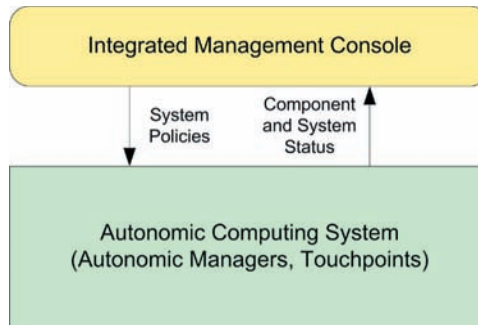 Integrated Management Console
System
Policies
Component
and System
Status
Autonomic Computing System
(Autonomic Managers, Touchpoints)